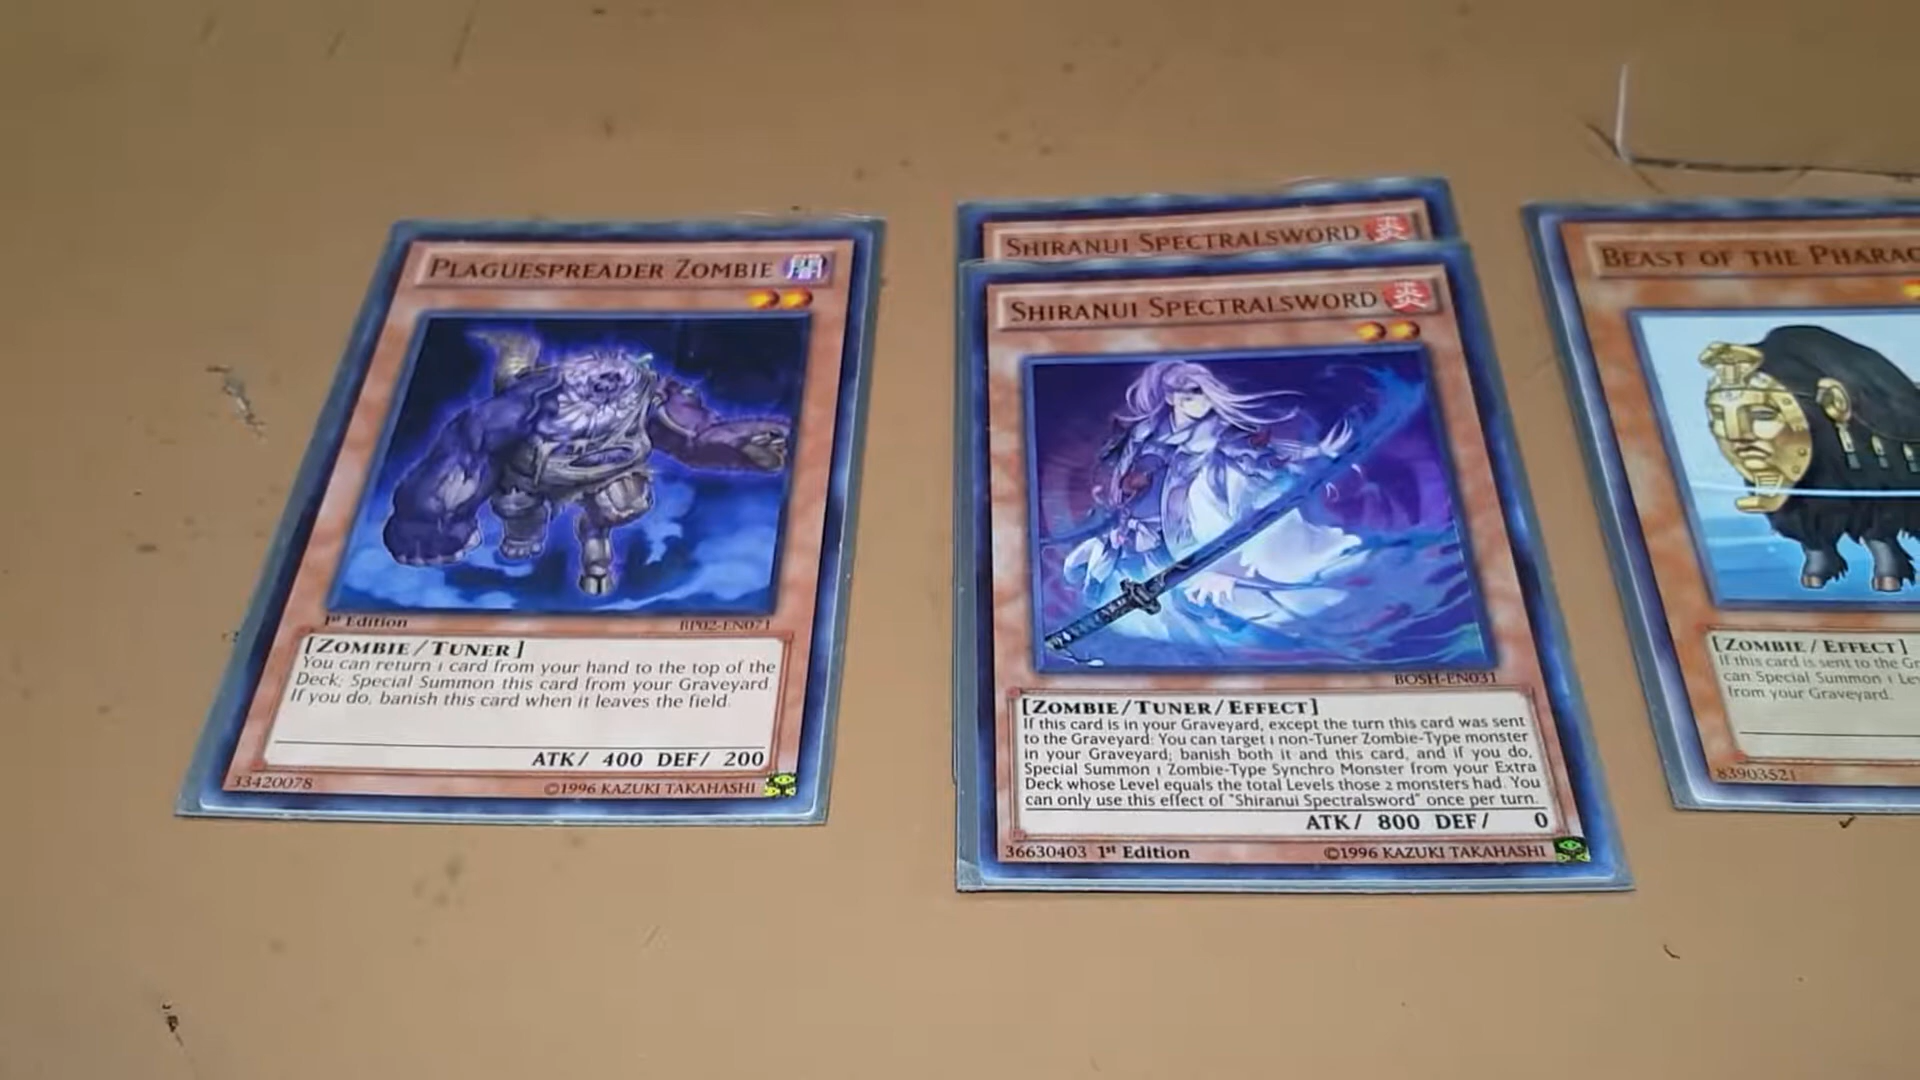 PLAGUESPREADER ZOMBIE
1st Edition
BP02-EN071
[ZOMBIE/TUNER]
You can return 1 card from your hand to the top of the
Deck; Special Summon this card from your Graveyard.
If you do, banish this card when it leaves the field.
ATK/ 400 DEF/ 200
33420078
©1996 KAZUKI TAKAHASHI
SHIRANUI SPECTRALSWORD 炎
SHIRANUI SPECTRALSWORD 炎
BOSH-EN031
[ZOMBIE/TUNER/EFFECT]
If this card is in your Graveyard, except the turn this card was sent
to the Graveyard: You can target 1 non-Tuner Zombie-Type monster
in your Graveyard; banish both it and this card, and if you do,
Special Summon 1 Zombie-Type Synchro Monster from your Extra
Deck whose Level equals the total Levels those 2 monsters had. You
can only use this effect of "Shiranui Spectralsword" once per turn.
ATK/ 800 DEF/ 0
36630403 1st Edition
©1996 KAZUKI TAKAHASHI
BEAST OF THE PHARAO
[ZOMBIE/EFFECT]
If this card is sent to the Gr
can Special Summon 1 Lev
from your Graveyard.
83903521